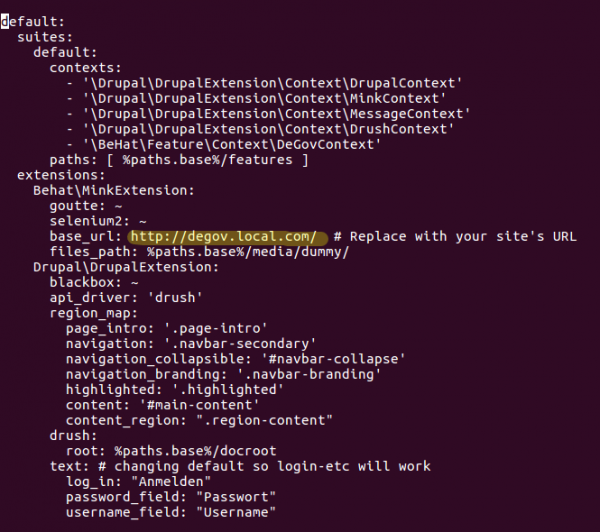 default:
  suites:
    default:
      contexts:
        - '\Drupal\DrupalExtension\Context\DrupalContext'
        - '\Drupal\DrupalExtension\Context\MinkContext'
        - '\Drupal\DrupalExtension\Context\MessageContext'
        - '\Drupal\DrupalExtension\Context\DrushContext'
        - '\BeHat\Feature\Context\DeGovContext'
      paths: [ %paths.base%/features ]
  extensions:
    Behat\MinkExtension:
      goutte: ~
      selenium2: ~
      base_url: http://degov.local.com/  # Replace with your site's URL
      files_path: %paths.base%/media/dummy/
    Drupal\DrupalExtension:
      blackbox: ~
      api_driver: 'drush'
      region_map:
        page_intro: '.page-intro'
        navigation: '.navbar-secondary'
        navigation_collapsible: '#navbar-collapse'
        navigation_branding: '.navbar-branding'
        highlighted: '.highlighted'
        content: '#main-content'
        content_region: ".region-content"
      drush:
        root: %paths.base%/docroot
      text: # changing default so login-etc will work
        log_in: "Anmelden"
        password_field: "Passwort"
        username_field: "Username"